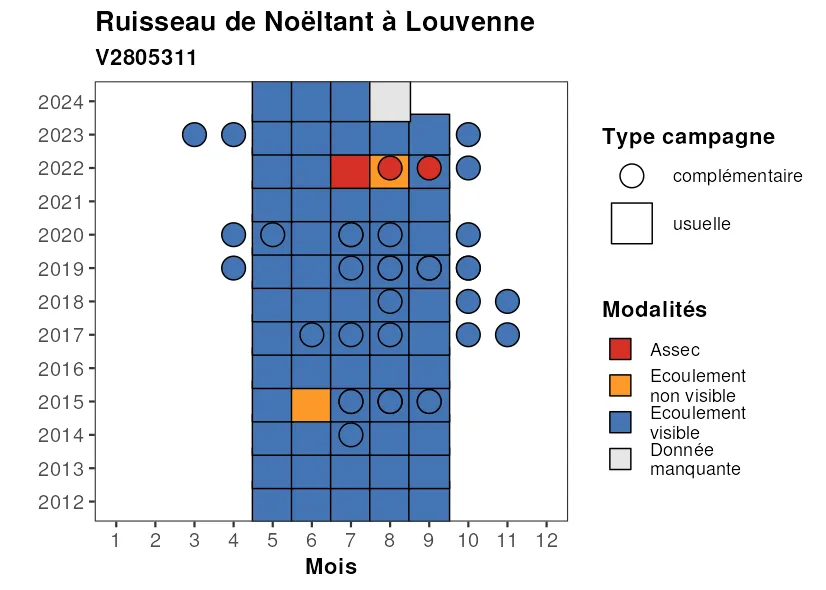 Ruisseau de Noëltant à Louvenne
V2805311
2024
2023
2022
2021
2020
2019
2018
2017
2016
2015
2014
2013
2012
1 2 3 4 5 6 7 8 9 10 11 12
Mois
Type campagne
complémentaire
usuelle
Modalités
Assec
Ecoulement
non visible
Ecoulement
visible
Donnée
manquante